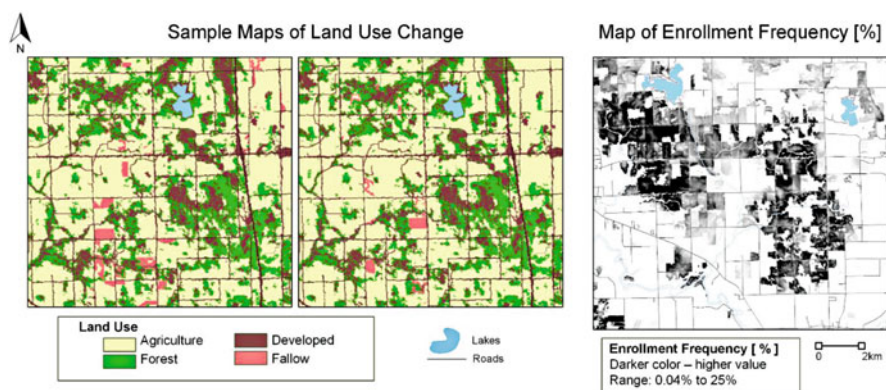 Sample Maps of Land Use Change
Map of Enrollment Frequency [%]
N
Land Use
Agriculture
Developed
Forest
Fallow
Lakes
Roads
Enrollment Frequency [ % ]
Darker color – higher value
Range: 0.04% to 25%
0 2km